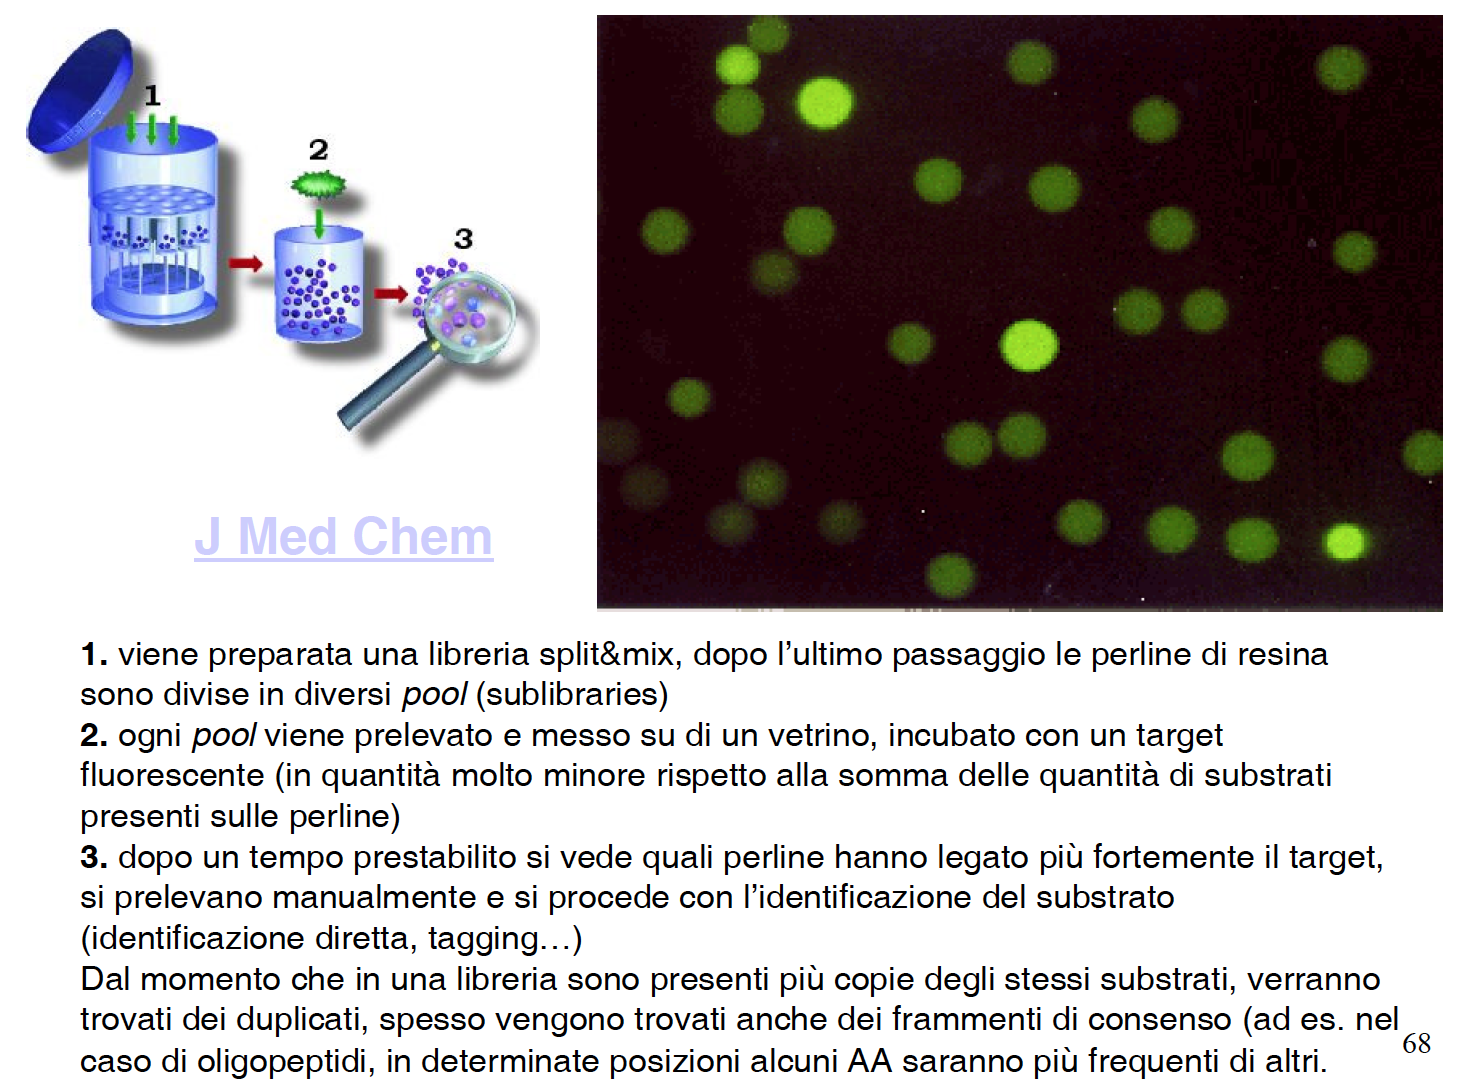 1
2
3
J Med Chem
1. viene preparata una libreria split&mix, dopo l’ultimo passaggio le perline di resina
sono divise in diversi pool (sublibraries)
2. ogni pool viene prelevato e messo su di un vetrino, incubato con un target
fluorescente (in quantità molto minore rispetto alla somma delle quantità di substrati
presenti sulle perline)
3. dopo un tempo prestabilito si vede quali perline hanno legato più fortemente il target,
si prelevano manualmente e si procede con l’identificazione del substrato
(identificazione diretta, tagging…)
Dal momento che in una libreria sono presenti più copie degli stessi substrati, verranno
trovati dei duplicati, spesso vengono trovati anche dei frammenti di consenso (ad es. nel
caso di oligopeptidi, in determinate posizioni alcuni AA saranno più frequenti di altri.
68